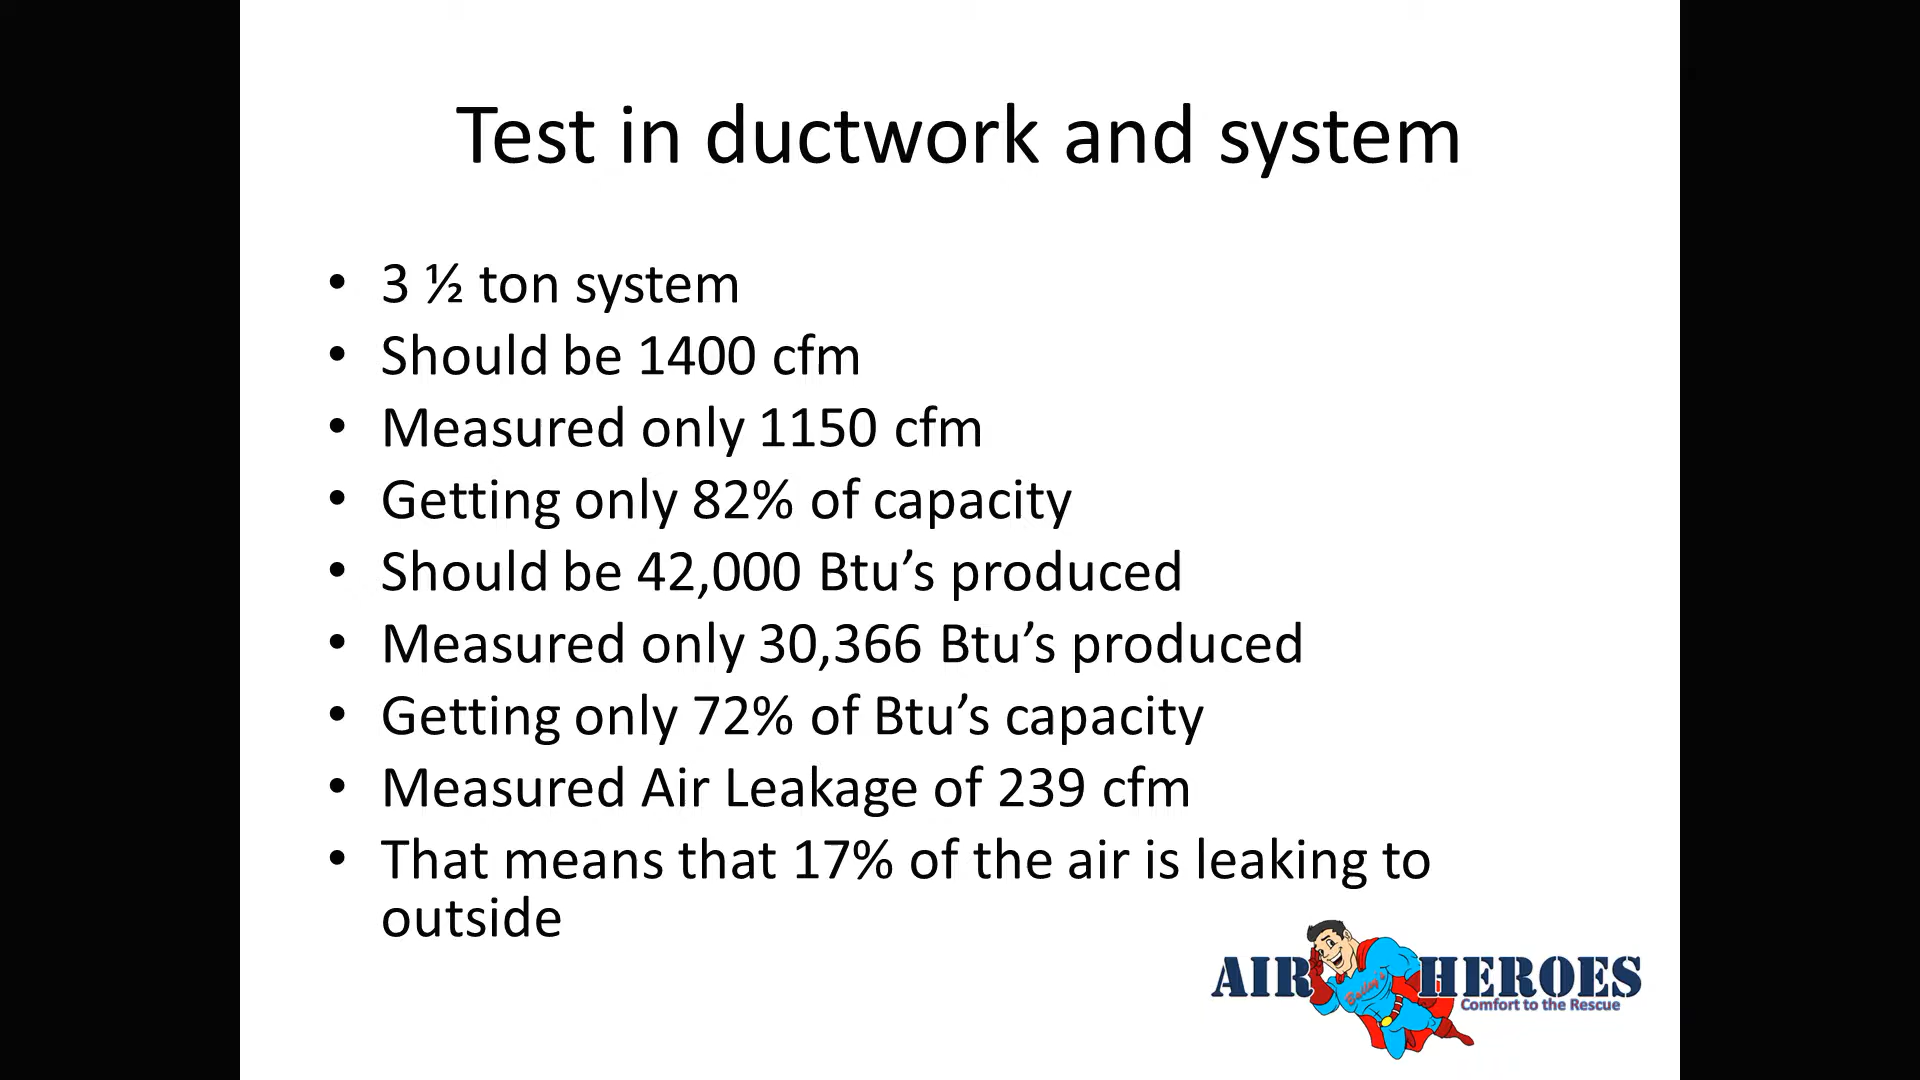 Test in ductwork and system
• 3 ½ ton system
• Should be 1400 cfm
• Measured only 1150 cfm
• Getting only 82% of capacity
• Should be 42,000 Btu’s produced
• Measured only 30,366 Btu’s produced
• Getting only 72% of Btu’s capacity
• Measured Air Leakage of 239 cfm
• That means that 17% of the air is leaking to
outside
AIR HEROES
Bailey's
Comfort to the Rescue